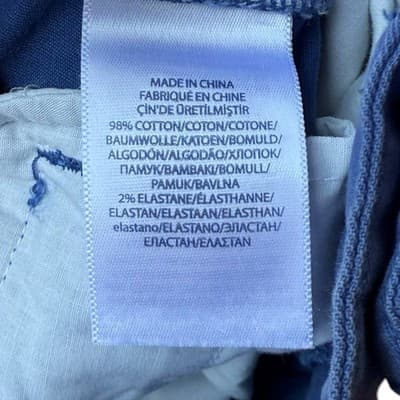 MADE IN CHINA
FABRIQUÉ EN CHINE
ÇİN'DE ÜRETİLMİŞTİR
98% COTTON/COTON/COTONE/
BAUMWOLLE/KATOEN/BOMULD/
ALGODÓN/ALGODÃO/ХЛОПОК/
ПАМУК/BAMBAKI/BOMULL/
PAMUK/BAVLNA
2% ELASTANE/ÉLASTHANNE/
ELASTAN/ELASTAAN/ELASTHAN/
elastano/ELASTANO/ЭЛАСТАН/
ЕЛАСТАН/ΕΛΑΣΤΑΝ